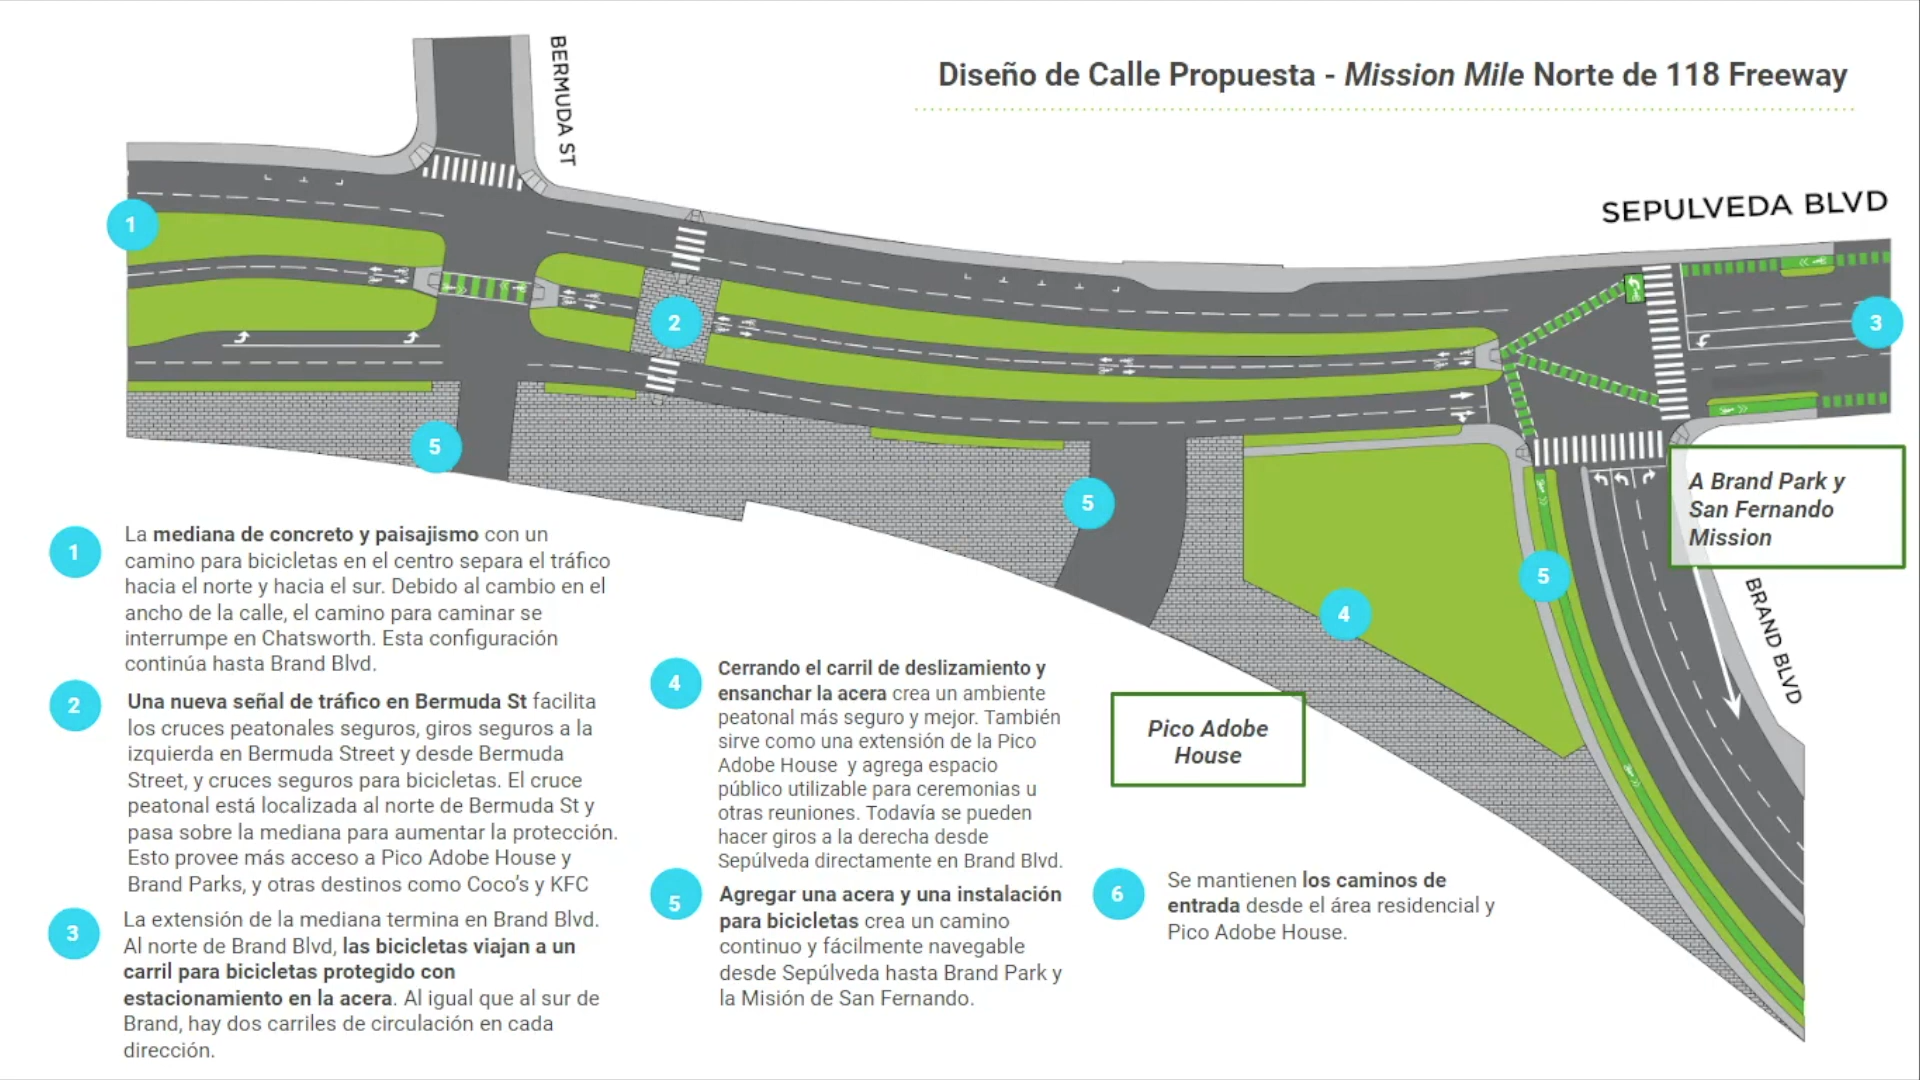 Diseño de Calle Propuesta - Mission Mile Norte de 118 Freeway
BERMUDA ST
SEPULVEDA BLVD
1
2
3
5
5
5
4
A Brand Park y
San Fernando
Mission
BRAND BLVD
Pico Adobe
House
1
La mediana de concreto y paisajismo con un
camino para bicicletas en el centro separa el tráfico
hacia el norte y hacia el sur. Debido al cambio en el
ancho de la calle, el camino para caminar se
interrumpe en Chatsworth. Esta configuración
continúa hasta Brand Blvd.
2
Una nueva señal de tráfico en Bermuda St facilita
los cruces peatonales seguros, giros seguros a la
izquierda en Bermuda Street y desde Bermuda
Street, y cruces seguros para bicicletas. El cruce
peatonal está localizada al norte de Bermuda St y
pasa sobre la mediana para aumentar la protección.
Esto provee más acceso a Pico Adobe House y
Brand Parks, y otras destinos como Coco's y KFC
3
La extensión de la mediana termina en Brand Blvd.
Al norte de Brand Blvd, las bicicletas viajan a un
carril para bicicletas protegido con
estacionamiento en la acera. Al igual que al sur de
Brand, hay dos carriles de circulación en cada
dirección.
4
Cerrando el carril de deslizamiento y
ensanchar la acera crea un ambiente
peatonal más seguro y mejor. También
sirve como una extensión de la Pico
Adobe House y agrega espacio
público utilizable para ceremonias u
otras reuniones. Todavía se pueden
hacer giros a la derecha desde
Sepúlveda directamente en Brand Blvd.
5
Agregar una acera y una instalación
para bicicletas crea un camino
continuo y fácilmente navegable
desde Sepúlveda hasta Brand Park y
la Misión de San Fernando.
6
Se mantienen los caminos de
entrada desde el área residencial y
Pico Adobe House.